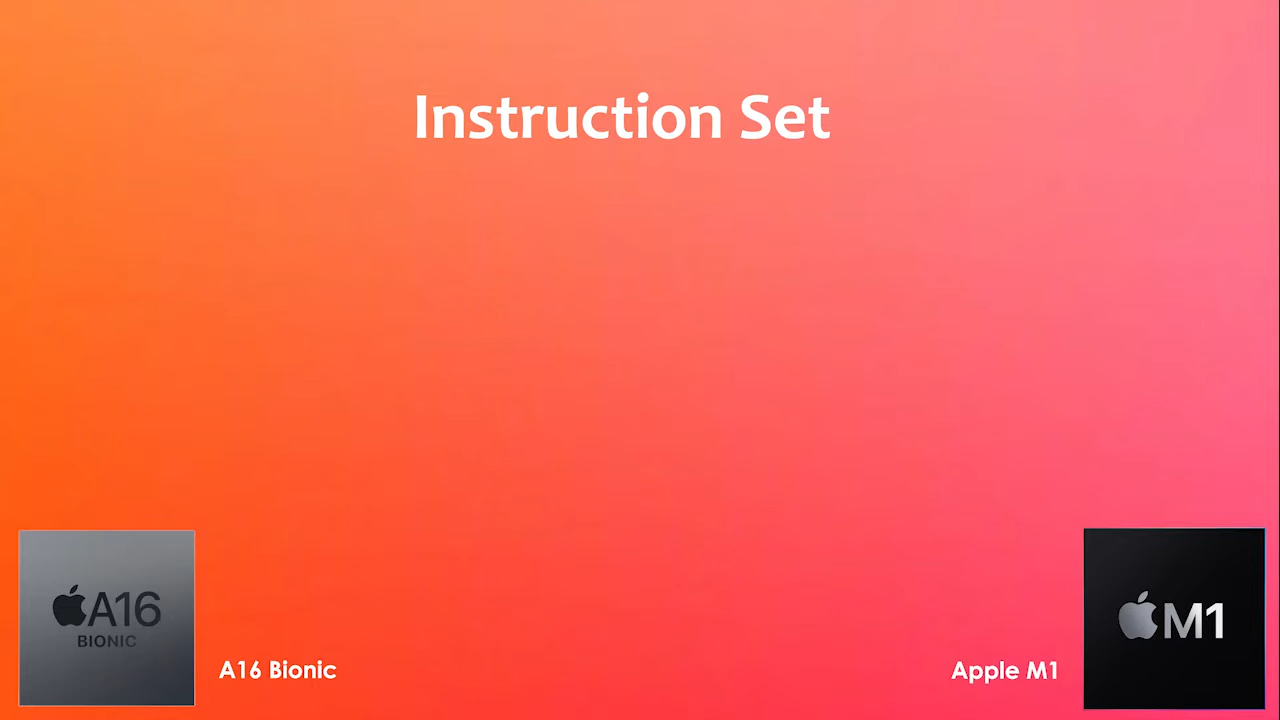 Instruction Set
A16
BIONIC
A16 Bionic
Apple M1
M1